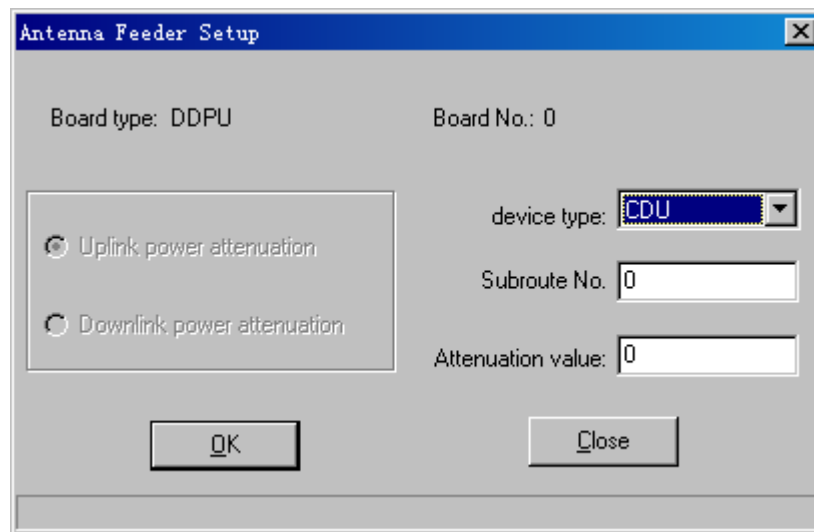 Antenna Feeder Setup
Board type: DDPU
Board No.: 0
Uplink power attenuation
Downlink power attenuation
device type: CDU
Subroute No. 0
Attenuation value: 0
OK
Close